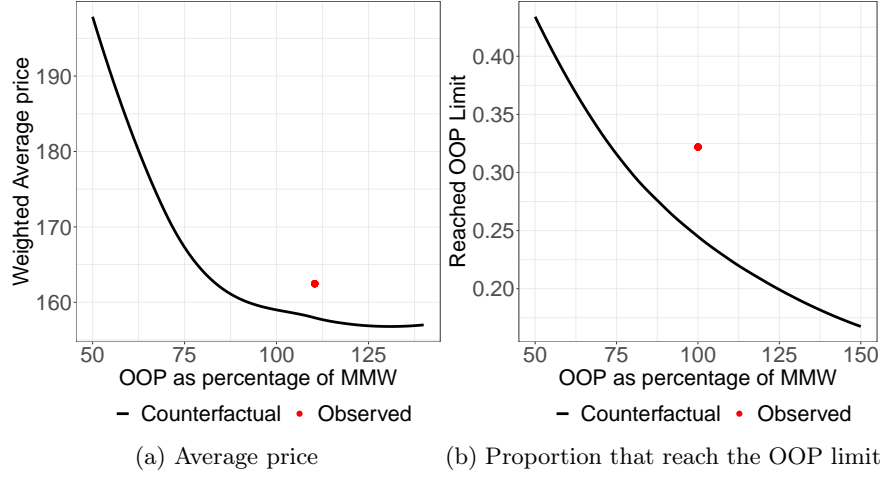 Weighted Average price
190
180
170
160
50 75 100 125
OOP as percentage of MMW
Counterfactual Observed
(a) Average price
Reached OOP Limit
0.40
0.35
0.30
0.25
0.20
50 75 100 125 150
OOP as percentage of MMW
Counterfactual Observed
(b) Proportion that reach the OOP limit